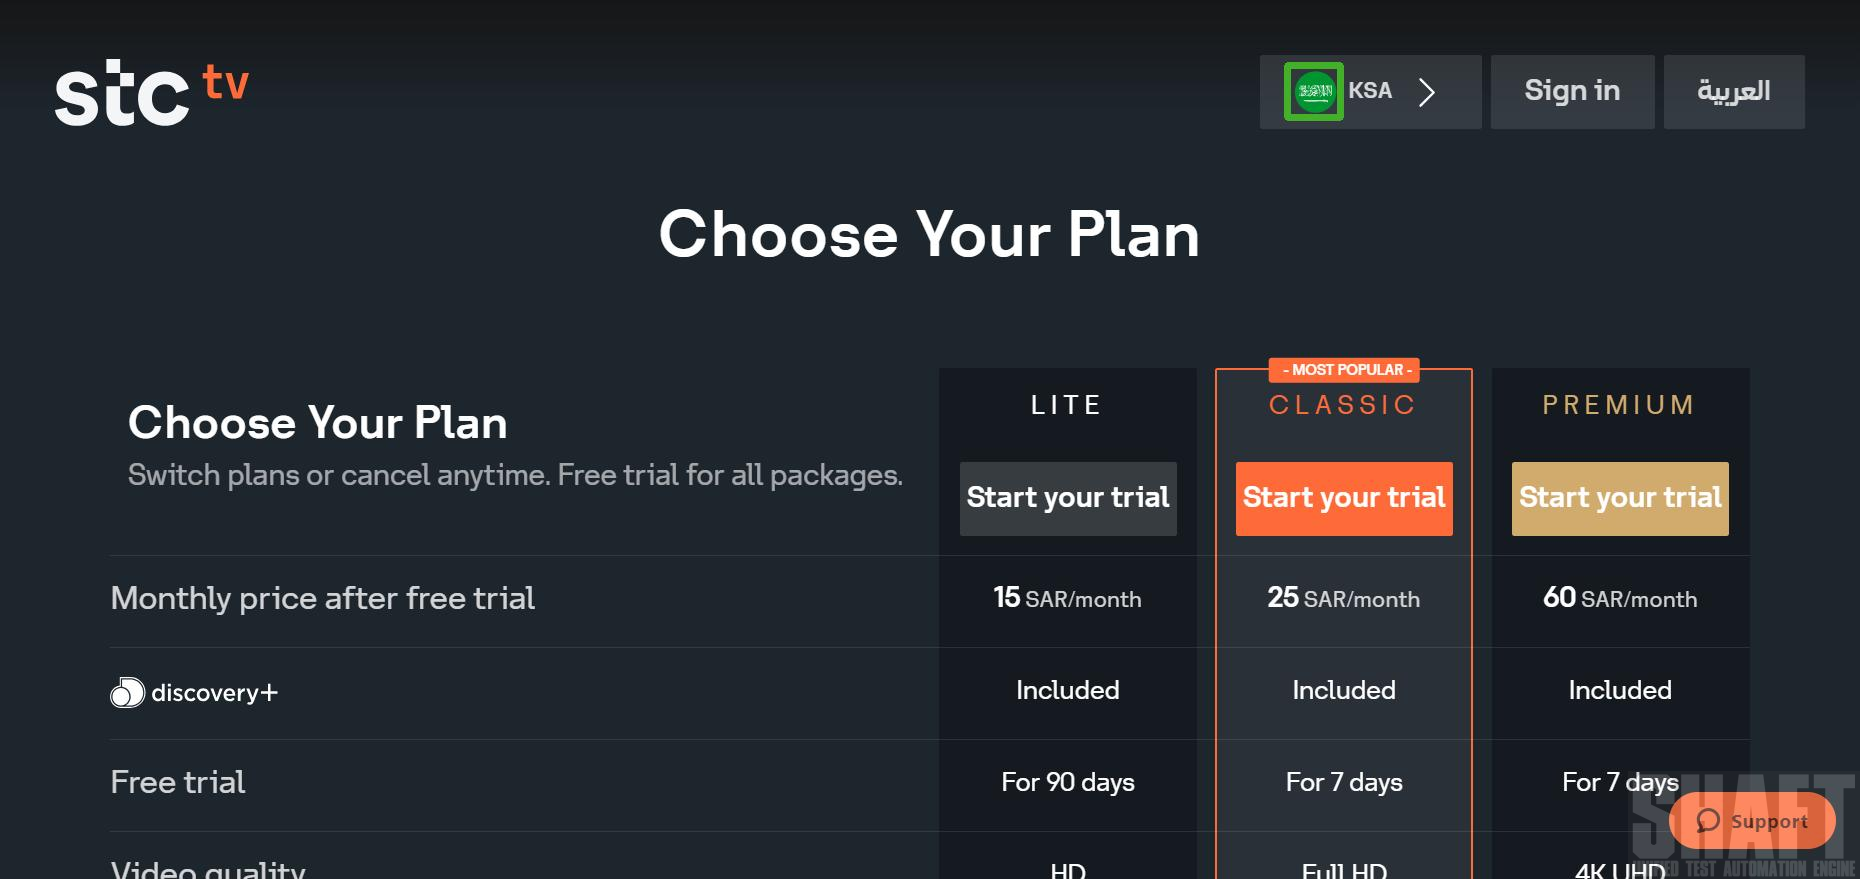 stc tv
KSA
Sign in
العربية
Choose Your Plan
- MOST POPULAR -
LITE
CLASSIC
PREMIUM
Choose Your Plan
Switch plans or cancel anytime. Free trial for all packages.
Start your trial
Start your trial
Start your trial
Monthly price after free trial
15 SAR/month
25 SAR/month
60 SAR/month
discovery+
Included
Included
Included
Free trial
For 90 days
For 7 days
For 7 days
SHAFT
Support
Video quality
HD
Full HD
4K UHD
TEST AUTOMATION ENGINE